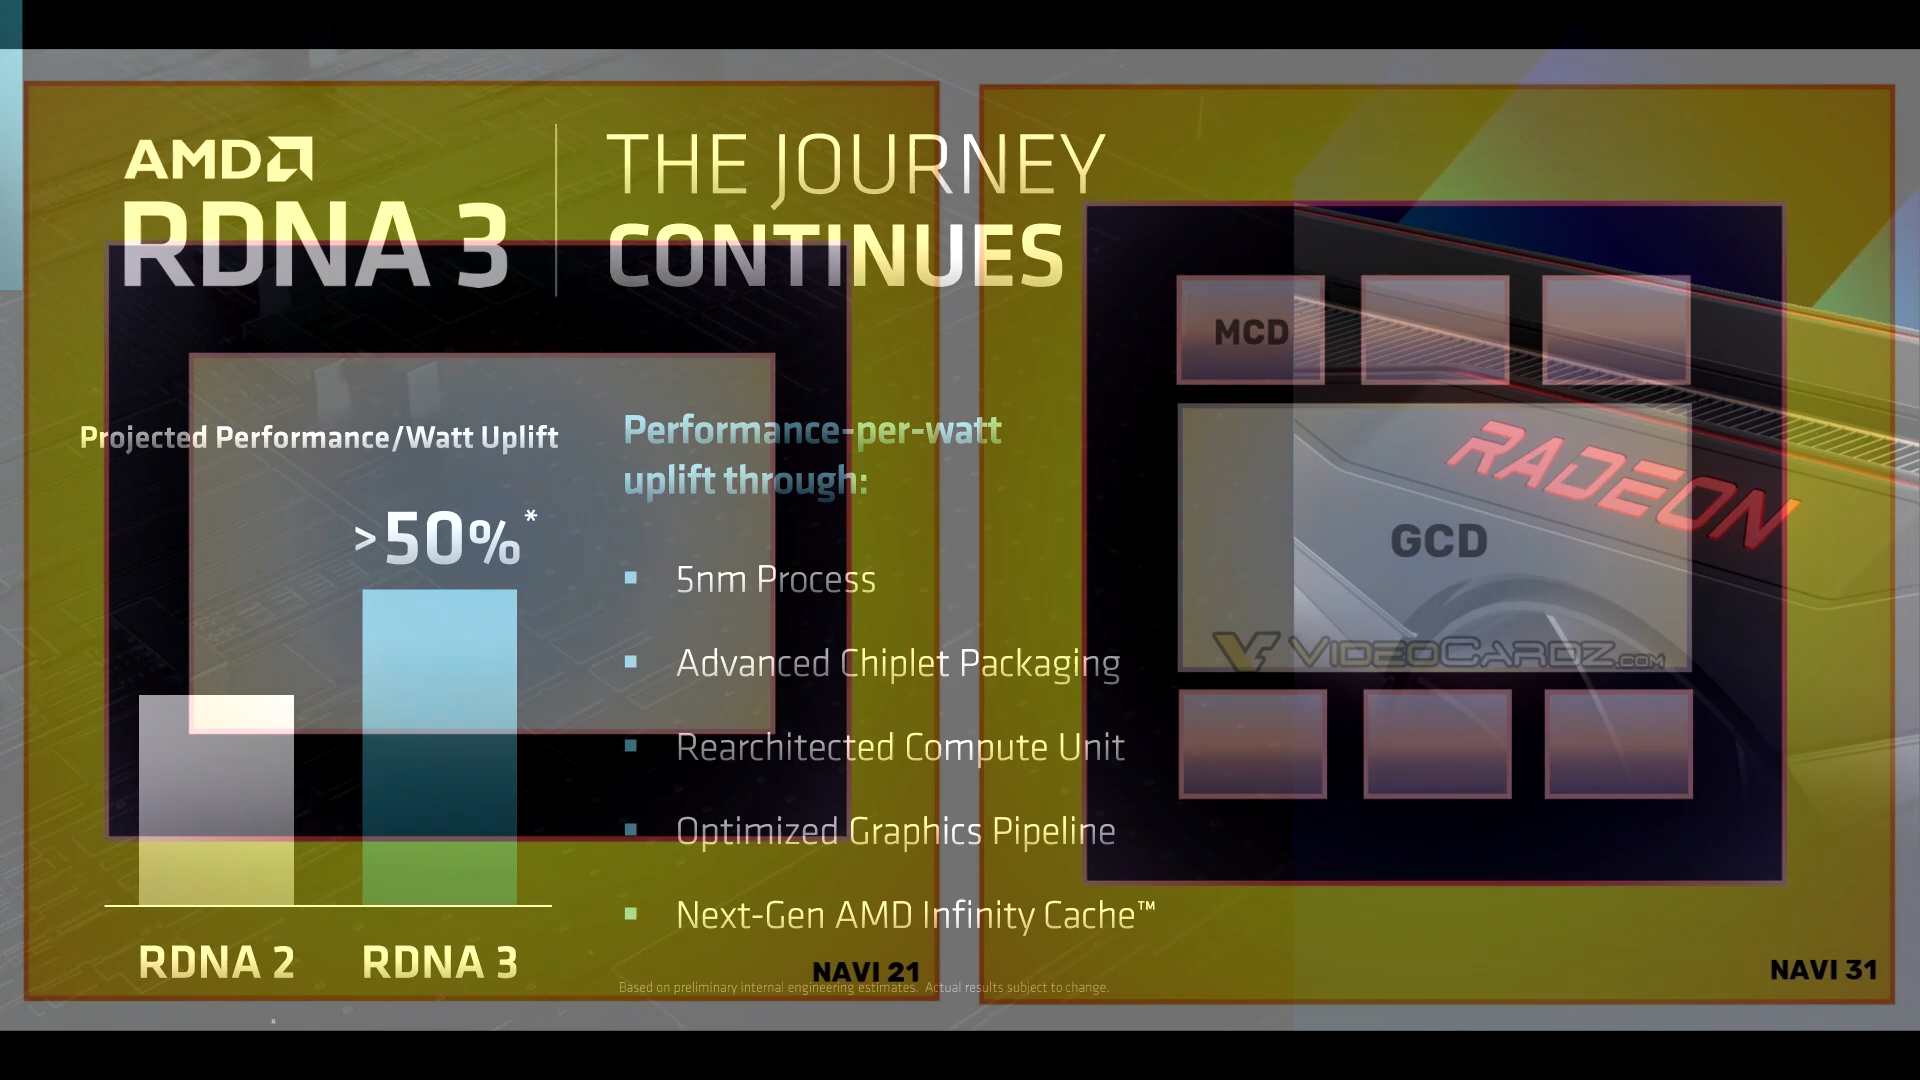 AMD
RDNA 3
THE JOURNEY
CONTINUES
Projected Performance/Watt Uplift
>50%*
RDNA 2
RDNA 3
Performance-per-watt
uplift through:
5nm Process
Advanced Chiplet Packaging
Rearchitected Compute Unit
Optimized Graphics Pipeline
Next-Gen AMD Infinity Cache™
Based on preliminary internal engineering estimates. Actual results subject to change.
*
NAVI 21
MCD
GCD
RADEON
VIDEOCARDZ.COM
NAVI 31